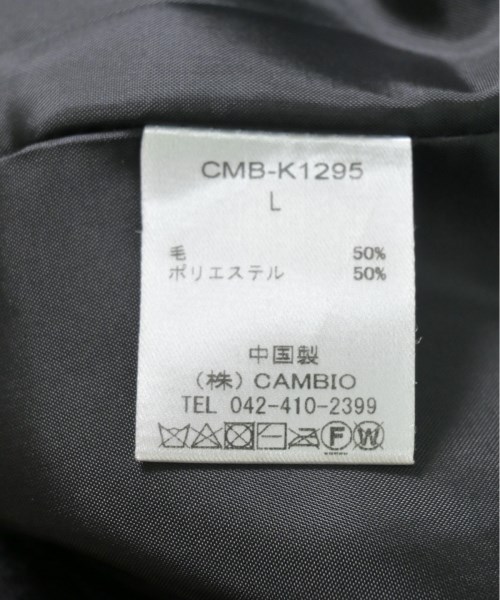 CMB-K1295
L
毛 50%
ポリエステル 50%
中国製
(株) CAMBIO
TEL 042-410-2399
F W